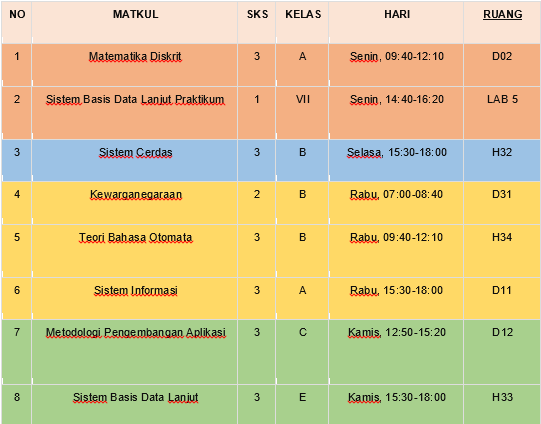 NO MATKUL SKS KELAS HARI RUANG
1 Matematika Diskrit 3 A Senin, 09:40-12:10 D02
2 Sistem Basis Data Lanjut Praktikum 1 VII Senin, 14:40-16:20 LAB 5
3 Sistem Cerdas 3 B Selasa, 15:30-18:00 H32
4 Kewarganegaraan 2 B Rabu, 07:00-08:40 D31
5 Teori Bahasa Otomata 3 B Rabu, 09:40-12:10 H34
6 Sistem Informasi 3 A Rabu, 15:30-18:00 D11
7 Metodologi Pengembangan Aplikasi 3 C Kamis, 12:50-15:20 D12
8 Sistem Basis Data Lanjut 3 E Kamis, 15:30-18:00 H33